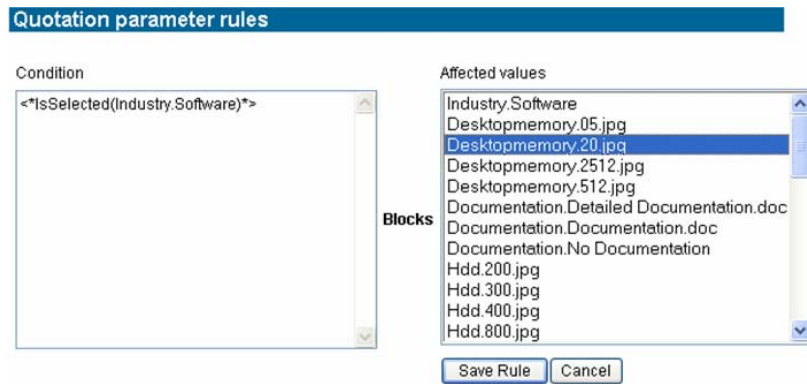 Quotation parameter rules
Condition
<*IsSelected(Industry.Software)*>
Blocks
Affected values
Industry.Software
Desktopmemory.05.jpg
Desktopmemory.20.jpg
Desktopmemory.2512.jpg
Desktopmemory.512.jpg
Documentation.Detailed Documentation.doc
Documentation.Documentation.doc
Documentation.No Documentation
Hdd.200.jpg
Hdd.300.jpg
Hdd.400.jpg
Hdd.800.jpg
Save Rule
Cancel